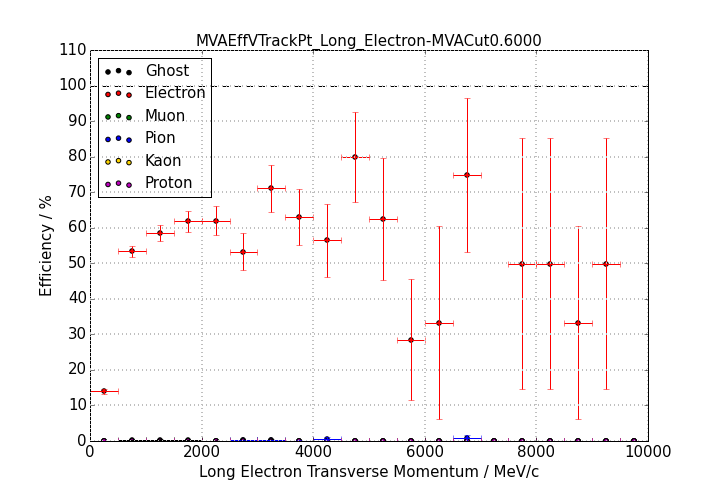 MVAEffVTrackPt_Long_Electron-MVACut0.6000
110
100
90
80
70
60
50
40
30
20
10
0
Efficiency / %
Ghost
Electron
Muon
Pion
Kaon
Proton
0 2000 4000 6000 8000 10000
Long Electron Transverse Momentum / MeV/c